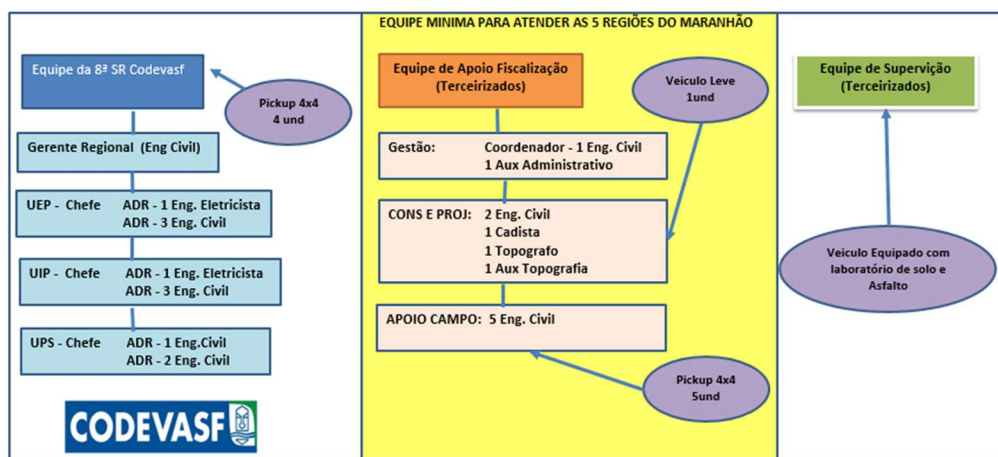 EQUIPE MINIMA PARA ATENDER AS 5 REGIÕES DO MARANHÃO
Equipe da 8ª SR Codevasf
Pickup 4x4
4 und
Gerente Regional (Eng Civil)
UEP - Chefe ADR - 1 Eng. Eletricista
ADR - 3 Eng. Civil
UIP - Chefe ADR - 1 Eng. Eletricista
ADR - 3 Eng. Civil
UPS - Chefe ADR - 1 Eng.Civil
ADR - 2 Eng. Civil
CODEVASF
Equipe de Apoio Fiscalização
(Terceirizados)
Veiculo Leve
1und
Gestão: Coordenador - 1 Eng. Civil
1 Aux Administrativo
CONS E PROJ: 2 Eng. Civil
1 Cadista
1 Topografo
1 Aux Topografia
APOIO CAMPO: 5 Eng. Civil
Pickup 4x4
5und
Equipe de Supervição
(Terceirizados)
Veiculo Equipado com
laboratório de solo e
Asfalto